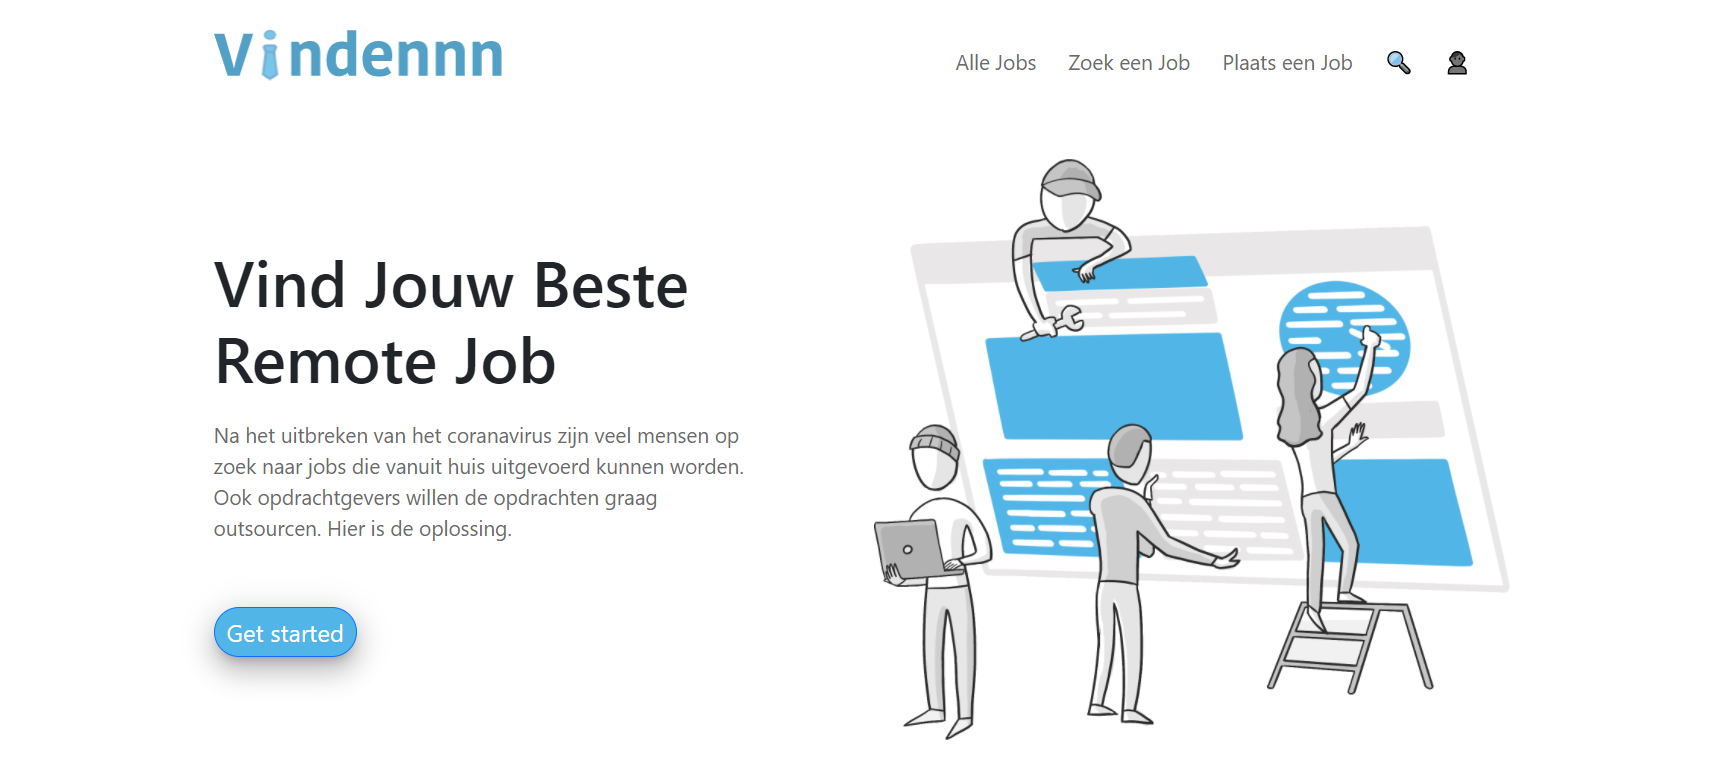 Vindennn
Alle Jobs Zoek een Job Plaats een Job
Vind Jouw Beste
Remote Job
Na het uitbreken van het coranavirus zijn veel mensen op
zoek naar jobs die vanuit huis uitgevoerd kunnen worden.
Ook opdrachtgevers willen de opdrachten graag
outsourcen. Hier is de oplossing.
Get started